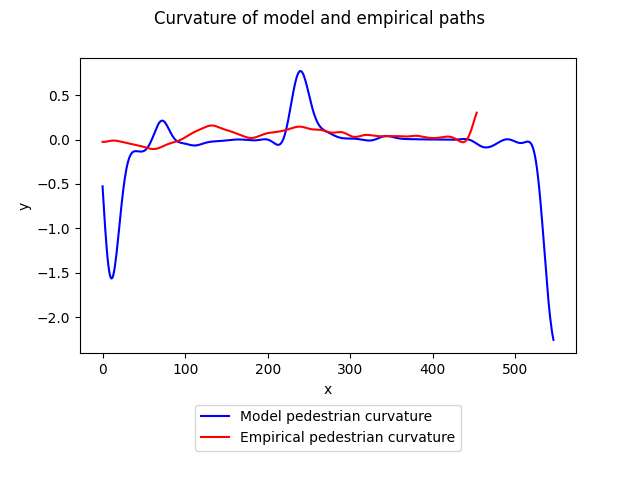 Curvature of model and empirical paths
0.5
0.0
−0.5
−1.0
−1.5
−2.0
y
0 100 200 300 400 500
x
Model pedestrian curvature
Empirical pedestrian curvature